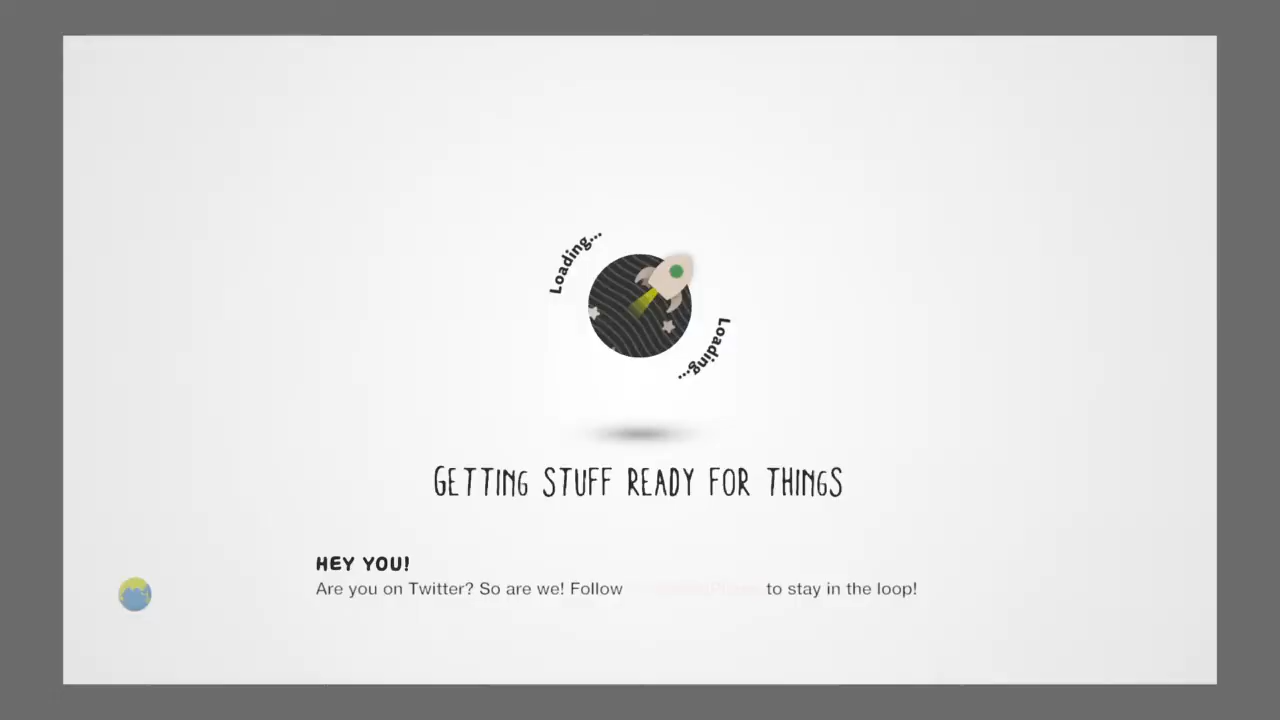 Loading...
Loading...
GETTING STUFF READY FOR THINGS
HEY YOU!
Are you on Twitter? So are we! Follow to stay in the loop!